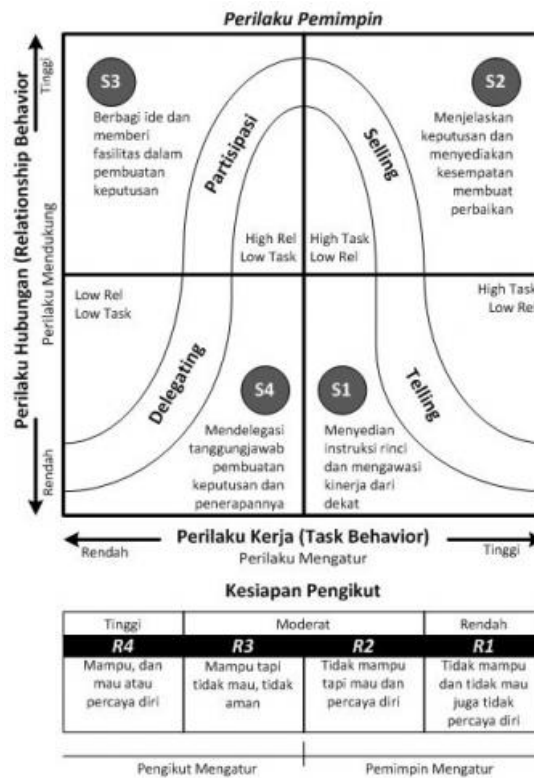 Perilaku Pemimpin
Perilaku Hubungan (Relationship Behavior)
Perilaku Mendukung
Tinggi
Rendah
S3
Berbagi ide dan
memberi
fasilitas dalam
pembuatan
keputusan
Partisipasi
High Rel
Low Task
S2
Menjelaskan
keputusan dan
menyediakan
kesempatan
membuat
perbaikan
Selling
High Task
Low Rel
Low Rel
Low Task
Delegating
S4
Mendelegasi
tanggungjawab
pembuatan
keputusan dan
penerapannya
High Task
Low Rel
Telling
S1
Menyedian
instruksi rinci
dan mengawasi
kinerja dari
dekat
Rendah
Perilaku Kerja (Task Behavior)
Perilaku Mengatur
Tinggi
Kesiapan Pengikut
Tinggi Moderat Rendah
R4 R3 R2 R1
Mampu, dan
mau atau
percaya diri
Mampu tapi
tidak mau, tidak
aman
Tidak mampu
tapi mau dan
percaya diri
Tidak mampu
dan tidak mau
juga tidak
percaya diri
Pengikut Mengatur Pemimpin Mengatur